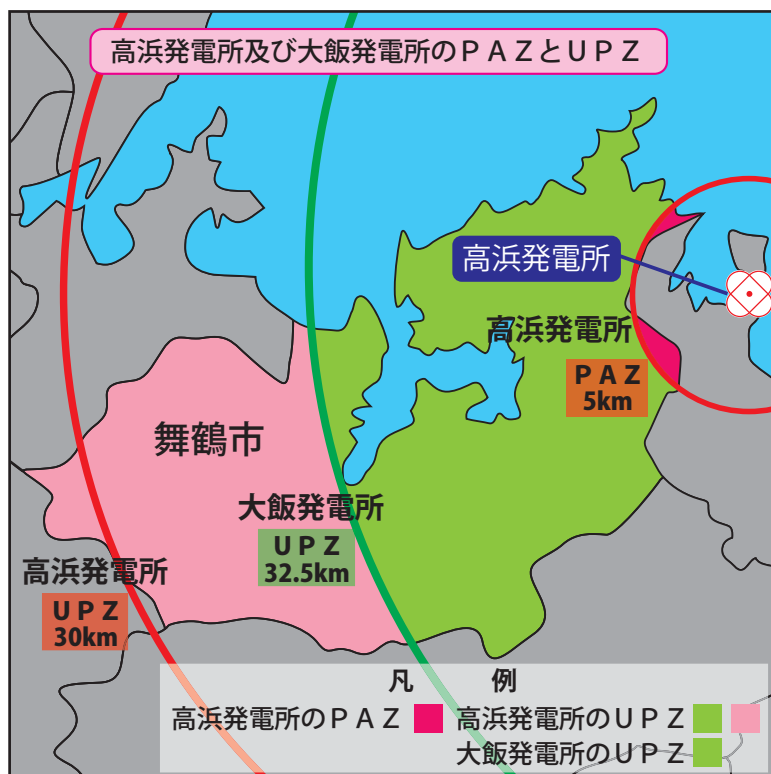 高浜発電所及び大飯発電所のＰＡＺとＵＰＺ
高浜発電所
高浜発電所
ＰＡＺ
5km
舞鶴市
大飯発電所
ＵＰＺ
32.5km
高浜発電所
ＵＰＺ
30km
凡　例
高浜発電所のＰＡＺ
高浜発電所のＵＰＺ
大飯発電所のＵＰＺ